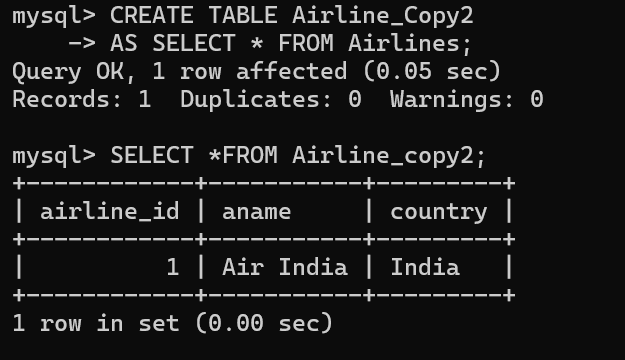 mysql> CREATE TABLE Airline_Copy2
    -> AS SELECT * FROM Airlines;
Query OK, 1 row affected (0.05 sec)
Records: 1  Duplicates: 0  Warnings: 0

mysql> SELECT *FROM Airline_copy2;
+------------+-----------+---------+
| airline_id | aname     | country |
+------------+-----------+---------+
|          1 | Air India | India   |
+------------+-----------+---------+
1 row in set (0.00 sec)